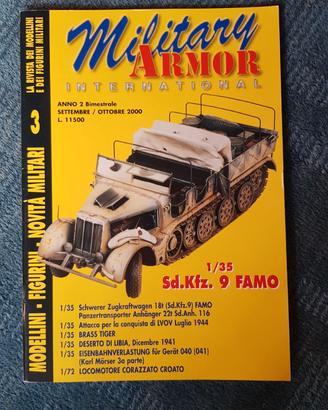 LA RIVISTA DEI MODELLINI
E DEI FIGURINI MILITARI
Military
ARMOR
INTERNATIONAL
ANNO 2 Bimestrale
SETTEMBRE / OTTOBRE 2000
L. 11500
3
MODELLINI - FIGURINI - NOVITÀ MILITARI
1/35
Sd.Kfz. 9 FAMO
1/35 Schwerer Zugkraftwagen 18t (Sd.Kfz.9) FAMO
Panzertransporter Anhänger 22t Sd.Anh. 116
1/35 Attacco per la conquista di LVOV Luglio 1944
1/35 BRASS TIGER
1/35 DESERTO DI LIBIA, Dicembre 1941
1/35 EISENBAHNVERLASTUNG für Gerät 040 (041)
(Karl Mörser 3a parte)
1/72 LOCOMOTORE CORAZZATO CROATO